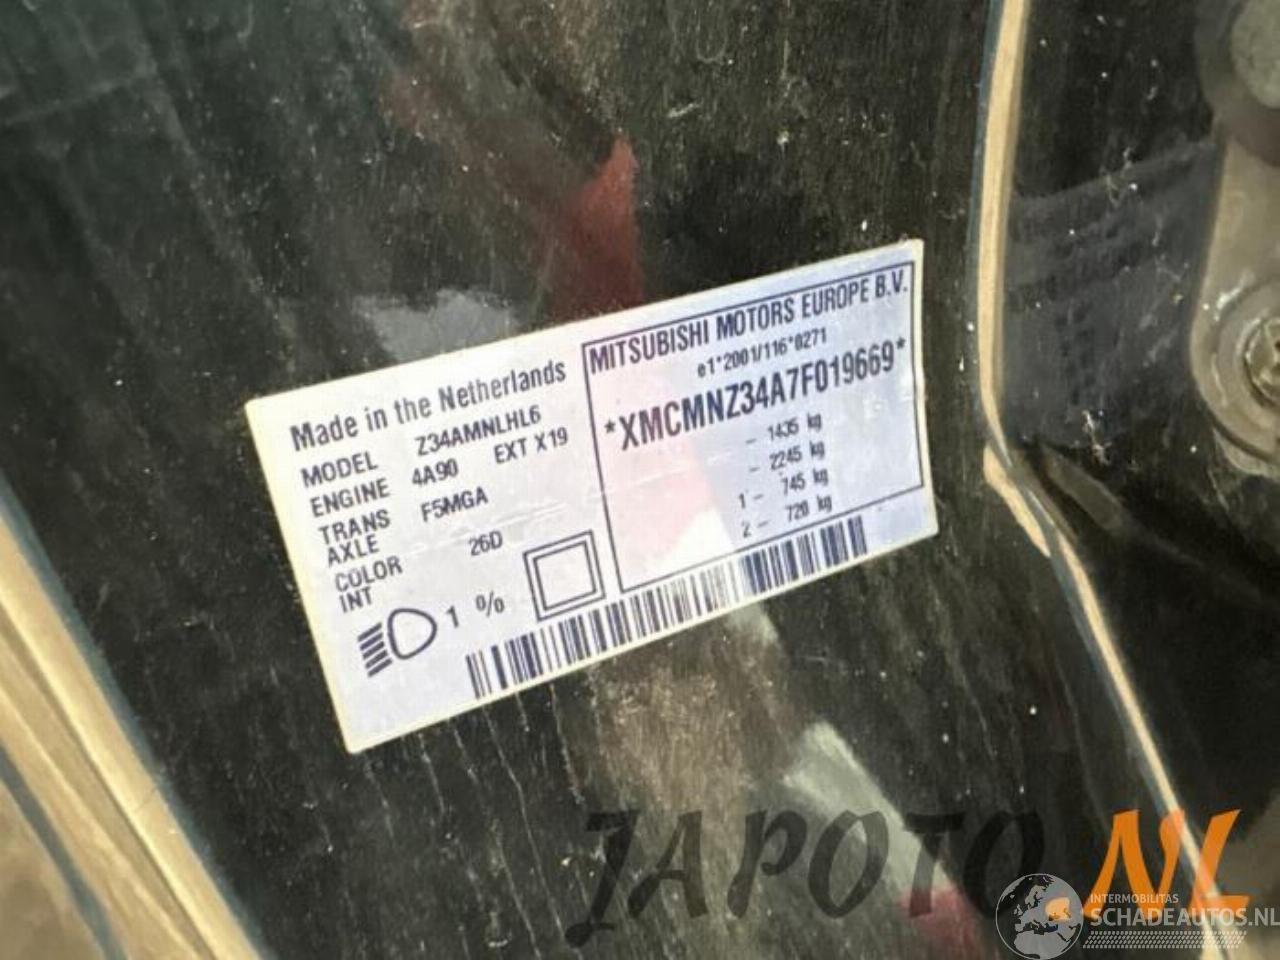 Made in the Netherlands
MODEL Z34AMNLHL6
ENGINE 4A90 EXT X19
TRANS F5MGA
AXLE
COLOR 26D
INT
1 %
MITSUBISHI MOTORS EUROPE B.V.
e1*2001/116*0271
*XMCMNZ34A7F019669*
- 1435 kg
- 2245 kg
1 - 745 kg
2 - 720 kg
JAPOTO.NL
INTERMOBILITAS
SCHADEAUTOS.NL